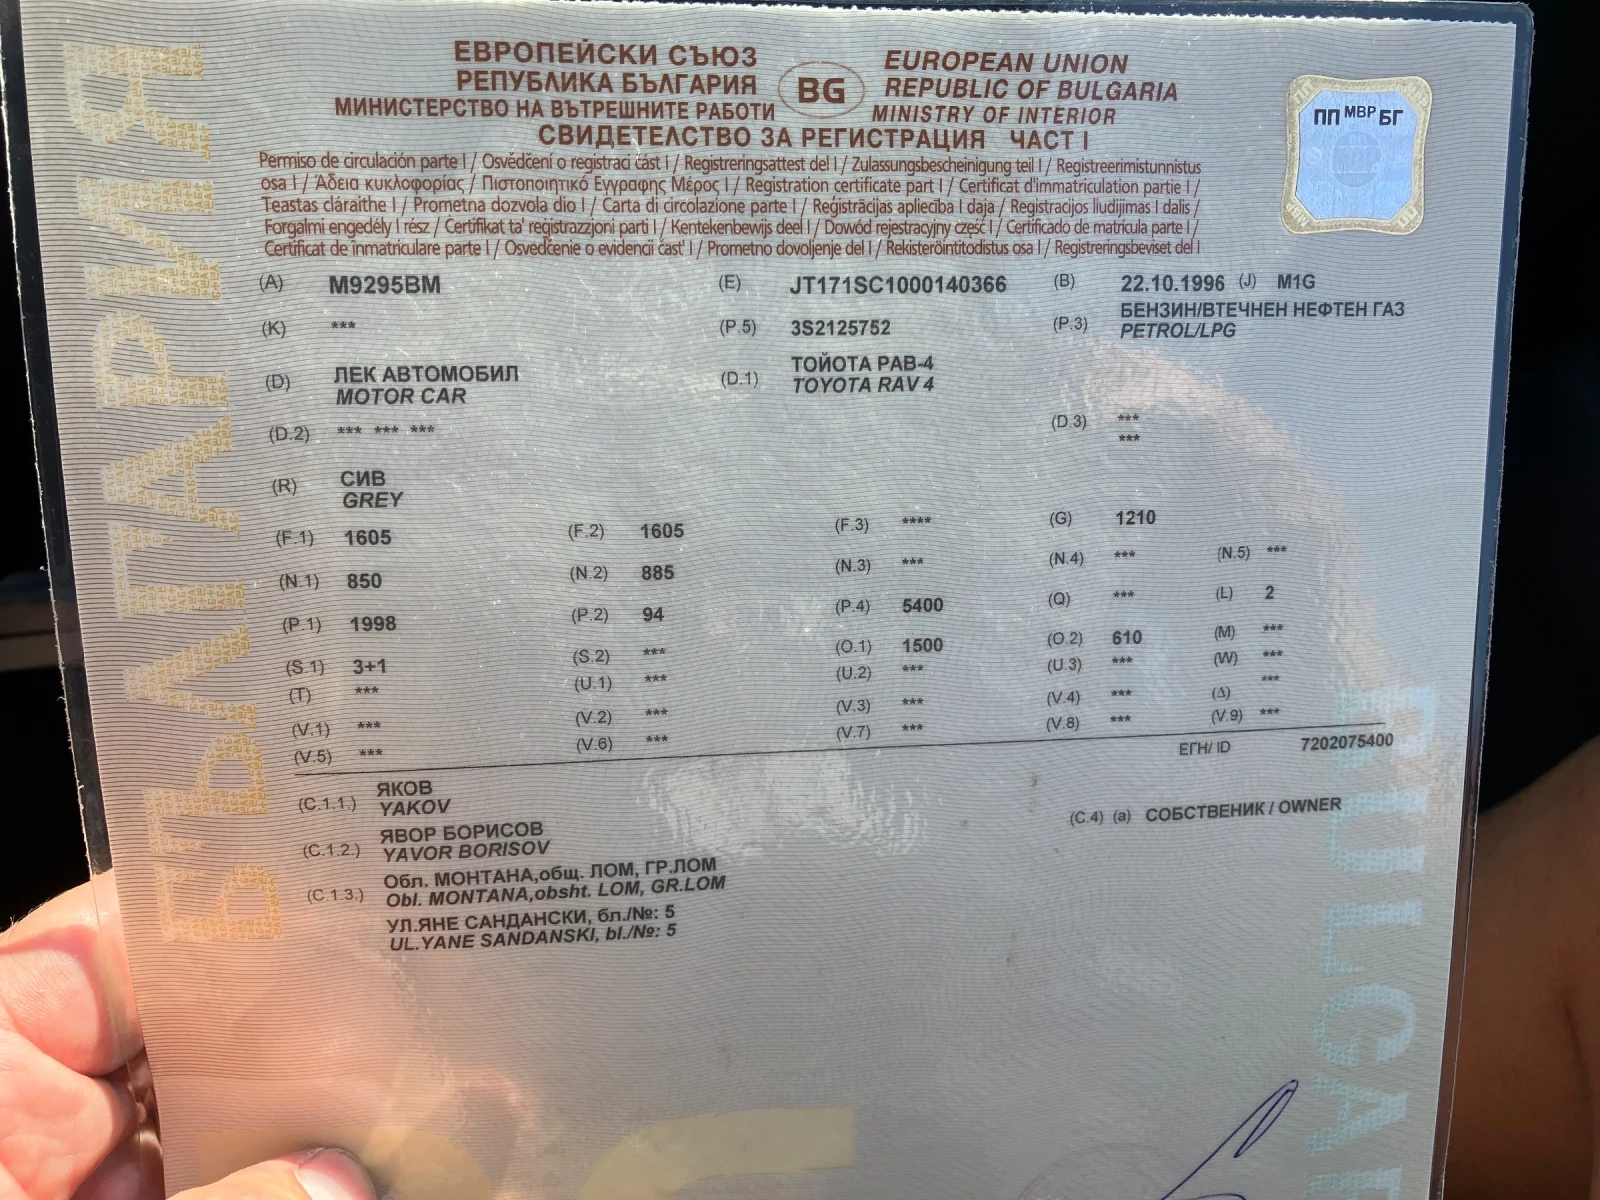 ЕВРОПЕЙСКИ СЪЮЗ
РЕПУБЛИКА БЪЛГАРИЯ
МИНИСТЕРСТВО НА ВЪТРЕШНИТЕ РАБОТИ
BG
EUROPEAN UNION
REPUBLIC OF BULGARIA
MINISTRY OF INTERIOR
СВИДЕТЕЛСТВО ЗА РЕГИСТРАЦИЯ ЧАСТ I
ПП МВР БГ
Permiso de circulación parte I / Osvědčení o registraci část I / Registreringsattest del I / Zulassungsbescheinigung teil I / Registreerimistunnistus
osa I / Άδεια κυκλοφορίας / Πιστοποιητικό Εγγραφης Μέρος I / Registration certificate part I / Certificat d'immatriculation partie I /
Teastas cláraithe I / Prometna dozvola dio I / Carta di circolazione parte I / Reģistrācijas apliecība I daļa / Registracijos liudijimas I dalis /
Forgalmi engedély I rész / Ċertifikat ta' reġistrazzjoni parti I / Kentekenbewijs deel I / Dowód rejestracyjny część I / Certificado de matrícula parte I /
Certificat de înmatriculare parte I / Osvedčenie o evidencii časť I / Prometno dovoljenje del I / Rekisteröintitodistus osa I / Registreringsbeviset del I
(A) M9295BM (E) JT171SC1000140366 (B) 22.10.1996 (J) M1G
(K) *** (P.5) 3S2125752 (P.3) БЕНЗИН/ВТЕЧНЕН НЕФТЕН ГАЗ
PETROL/LPG
(D) ЛЕК АВТОМОБИЛ (D.1) ТОЙОТА РАВ-4
MOTOR CAR TOYOTA RAV 4
(D.2) *** *** *** (D.3) ***
***
(R) СИВ
GREY
(F.1) 1605 (F.2) 1605 (F.3) **** (G) 1210
(N.1) 850 (N.2) 885 (N.3) *** (N.4) *** (N.5) ***
(P.1) 1998 (P.2) 94 (P.4) 5400 (Q) *** (L) 2
(S.1) 3+1 (S.2) *** (O.1) 1500 (O.2) 610 (M) ***
(T) *** (U.1) *** (U.2) *** (U.3) *** (W) ***
(V.1) *** (V.2) *** (V.3) *** (V.4) *** (Δ) ***
(V.5) *** (V.6) *** (V.7) *** (V.8) *** (V.9) ***
ЕГН/ ID 7202075400
(C.1.1.) ЯКОВ
YAKOV
(C.4) (a) СОБСТВЕНИК / OWNER
(C.1.2.) ЯВОР БОРИСОВ
YAVOR BORISOV
(C.1.3.) Обл. МОНТАНА,общ. ЛОМ, ГР.ЛОМ
Obl. MONTANA,obsht. LOM, GR.LOM
УЛ.ЯНЕ САНДАНСКИ, бл./№: 5
UL.YANE SANDANSKI, bl./№: 5
БЪЛГАРИЯ
BULGAR